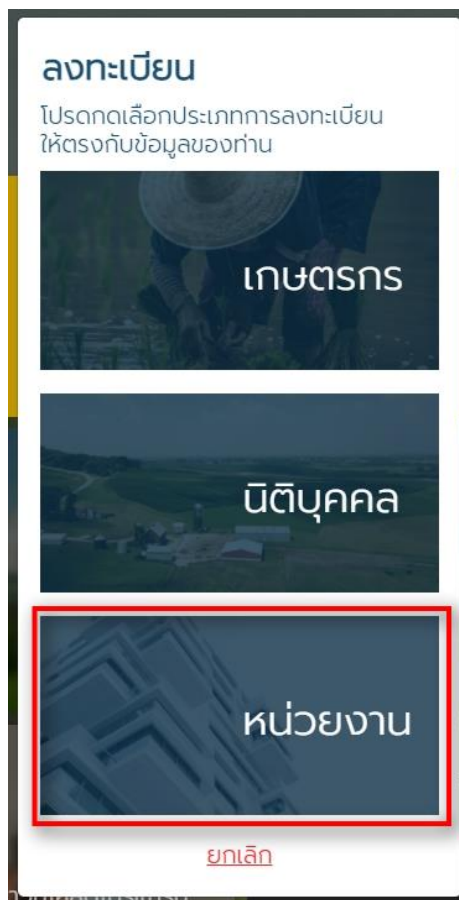 ลงทะเบียน
โปรดกดเลือกประเภทการลงทะเบียน
ให้ตรงกับข้อมูลของท่าน
เกษตรกร
นิติบุคคล
หน่วยงาน
ยกเลิก